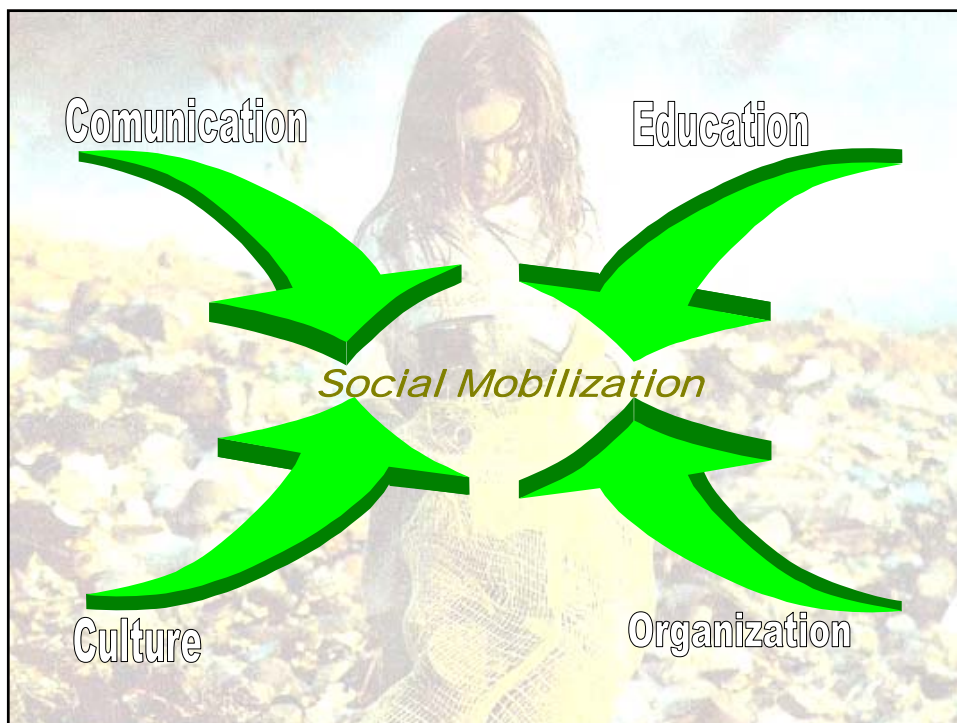 Comunication
Education
Social Mobilization
Culture
Organization